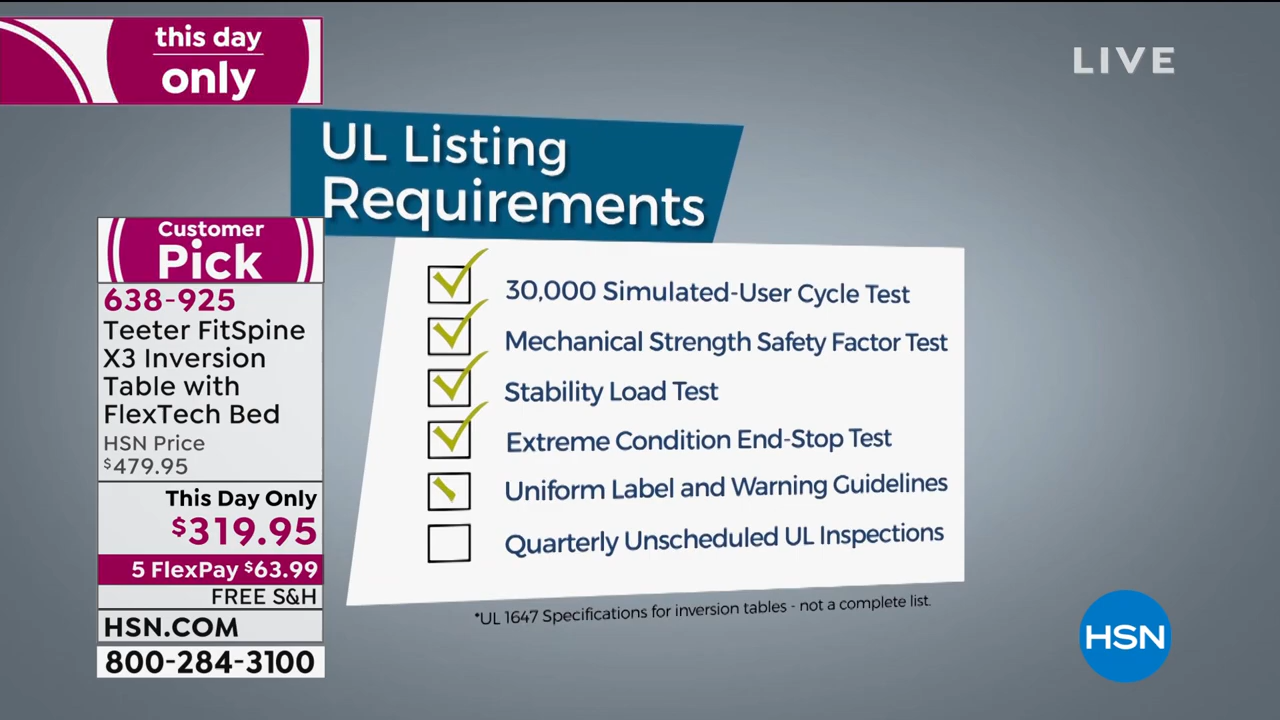 this day
only
LIVE
UL Listing
Requirements
Customer
Pick
638-925
Teeter FitSpine
X3 Inversion
Table with
FlexTech Bed
HSN Price
$479.95
This Day Only
$319.95
5 FlexPay $63.99
FREE S&H
HSN.COM
800-284-3100
30,000 Simulated-User Cycle Test
Mechanical Strength Safety Factor Test
Stability Load Test
Extreme Condition End-Stop Test
Uniform Label and Warning Guidelines
Quarterly Unscheduled UL Inspections
*UL 1647 Specifications for inversion tables - not a complete list.
HSN